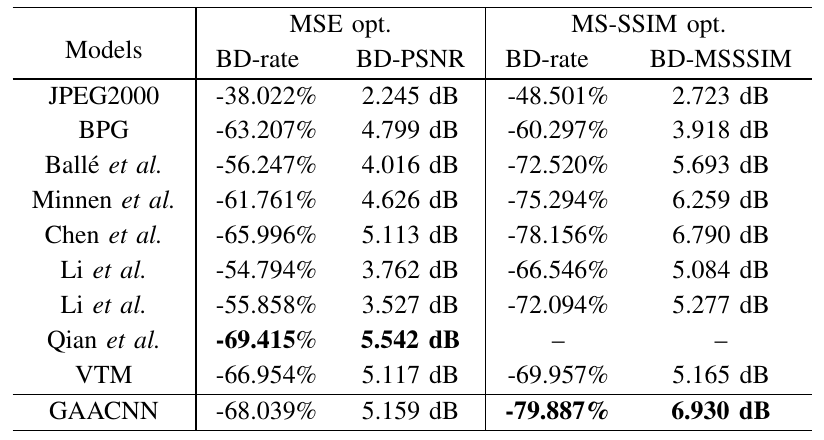 MSE opt. MS-SSIM opt.
Models BD-rate BD-PSNR BD-rate BD-MSSSIM
JPEG2000 -38.022% 2.245 dB -48.501% 2.723 dB
BPG -63.207% 4.799 dB -60.297% 3.918 dB
Ballé et al. -56.247% 4.016 dB -72.520% 5.693 dB
Minnen et al. -61.761% 4.626 dB -75.294% 6.259 dB
Chen et al. -65.996% 5.113 dB -78.156% 6.790 dB
Li et al. -54.794% 3.762 dB -66.546% 5.084 dB
Li et al. -55.858% 3.527 dB -72.094% 5.277 dB
Qian et al. -69.415% 5.542 dB – –
VTM -66.954% 5.117 dB -69.957% 5.165 dB
GAACNN -68.039% 5.159 dB -79.887% 6.930 dB